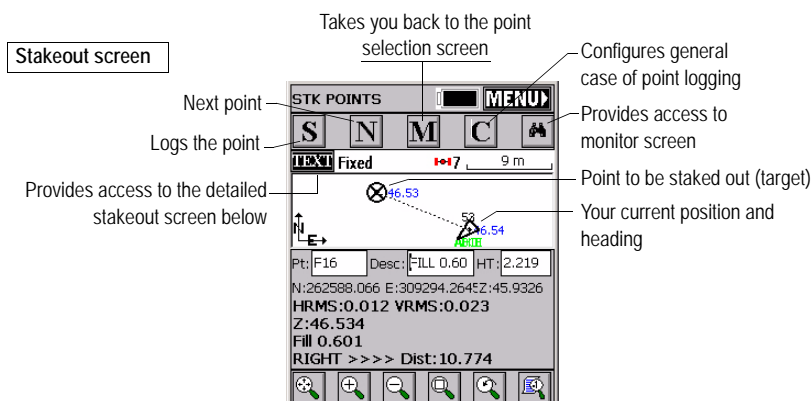 Takes you back to the point
selection screen
Stakeout screen
Configures general
case of point logging
Next point
Logs the point
Provides access to
monitor screen
Provides access to the detailed
stakeout screen below
Point to be staked out (target)
Your current position and
heading
STK POINTS
MENU
S N M C
TEXT Fixed 7 9 m
46.53
53
46.54
N
E
Pt: F16 Desc: FILL 0.60 HT: 2.219
N:262588.066 E:309294.2645 Z:45.9326
HRMS:0.012 VRMS:0.023
Z:46.534
Fill 0.601
RIGHT >>>> Dist:10.774